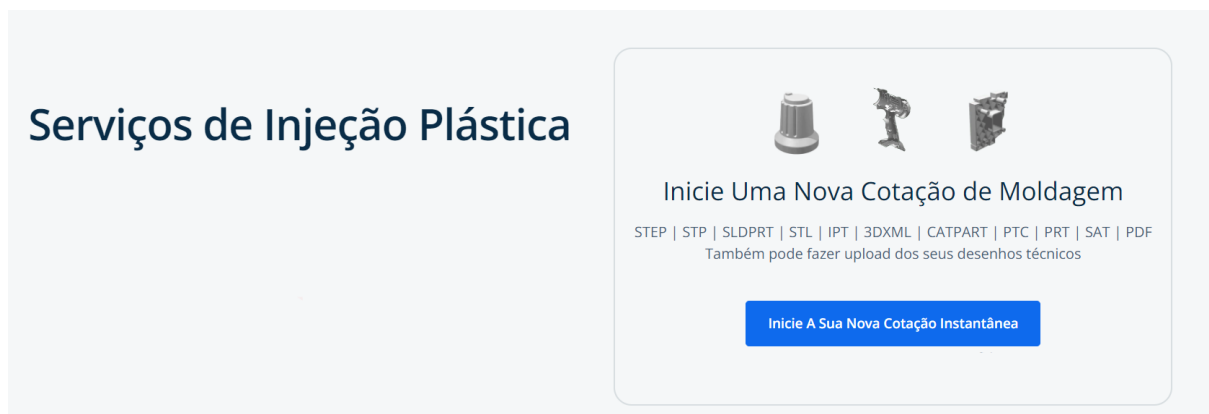 Serviços de Injeção Plástica
Inicie Uma Nova Cotação de Moldagem
STEP | STP | SLDPRT | STL | IPT | 3DXML | CATPART | PTC | PRT | SAT | PDF
Também pode fazer upload dos seus desenhos técnicos
Inicie A Sua Nova Cotação Instantânea